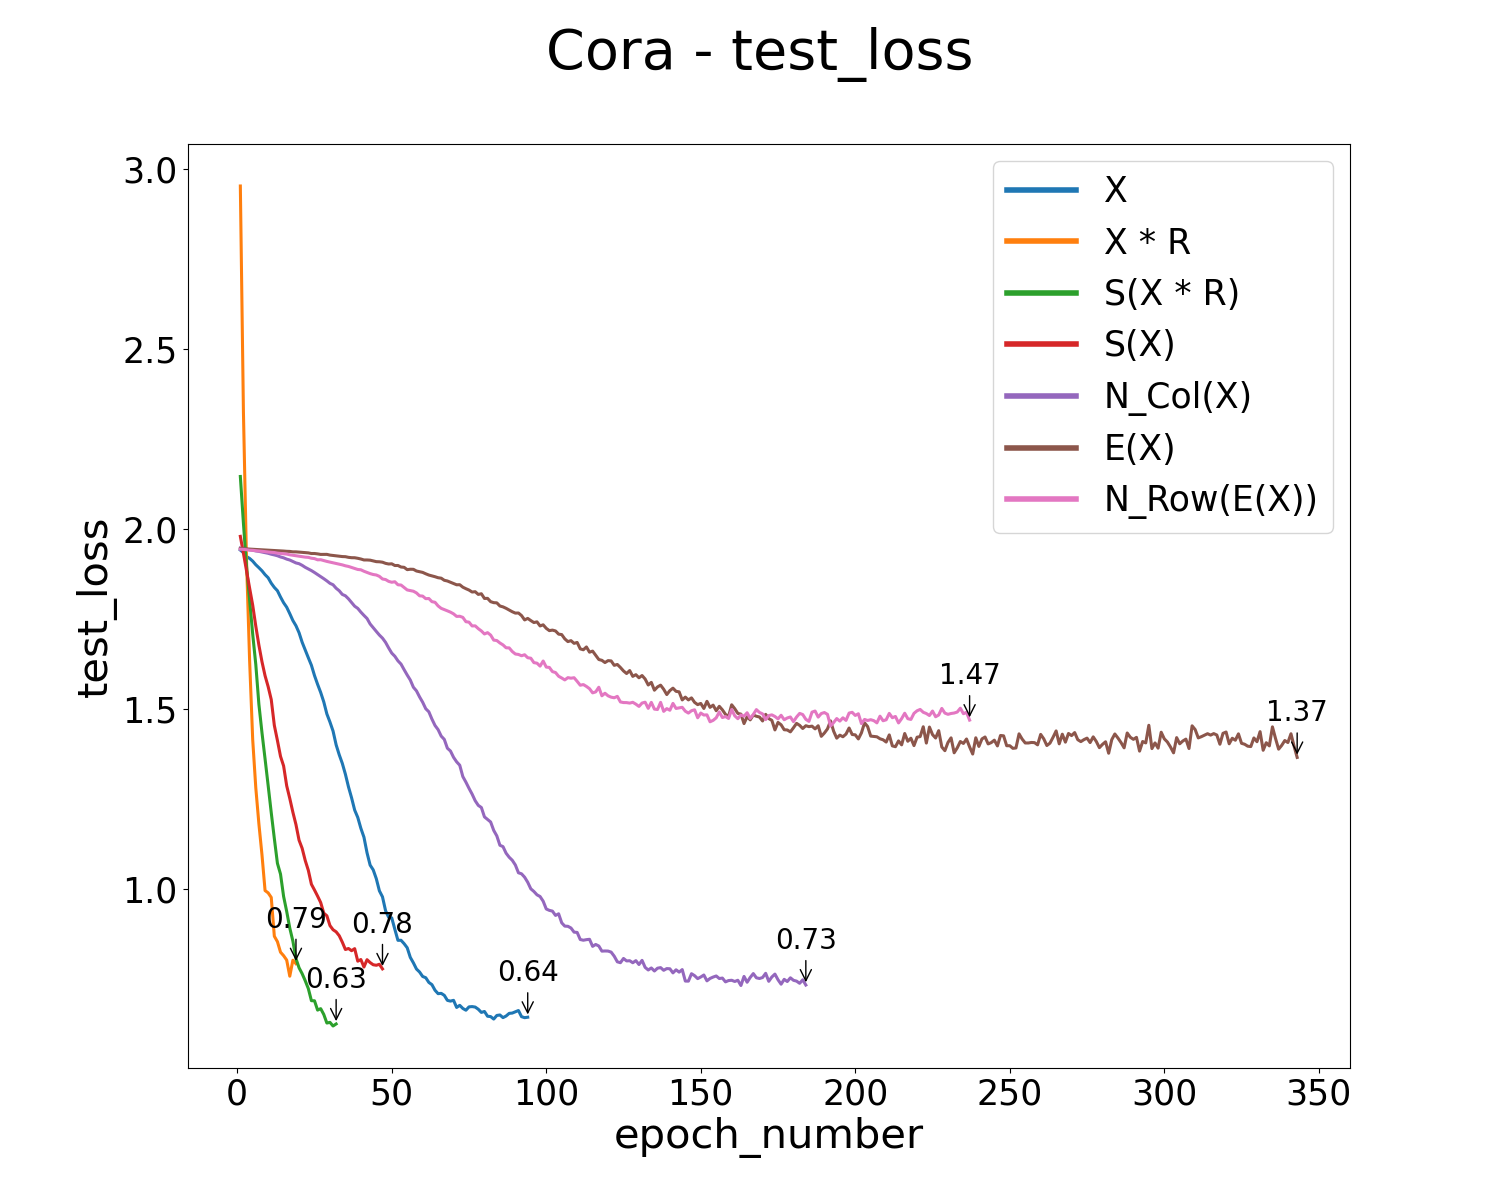 Cora - test_loss
3.0
2.5
2.0
1.5
1.0
test_loss
X
X * R
S(X * R)
S(X)
N_Col(X)
E(X)
N_Row(E(X))
1.47
1.37
0.79
0.78
0.73
0.63
0.64
0
50
100
150
200
250
300
350
epoch_number